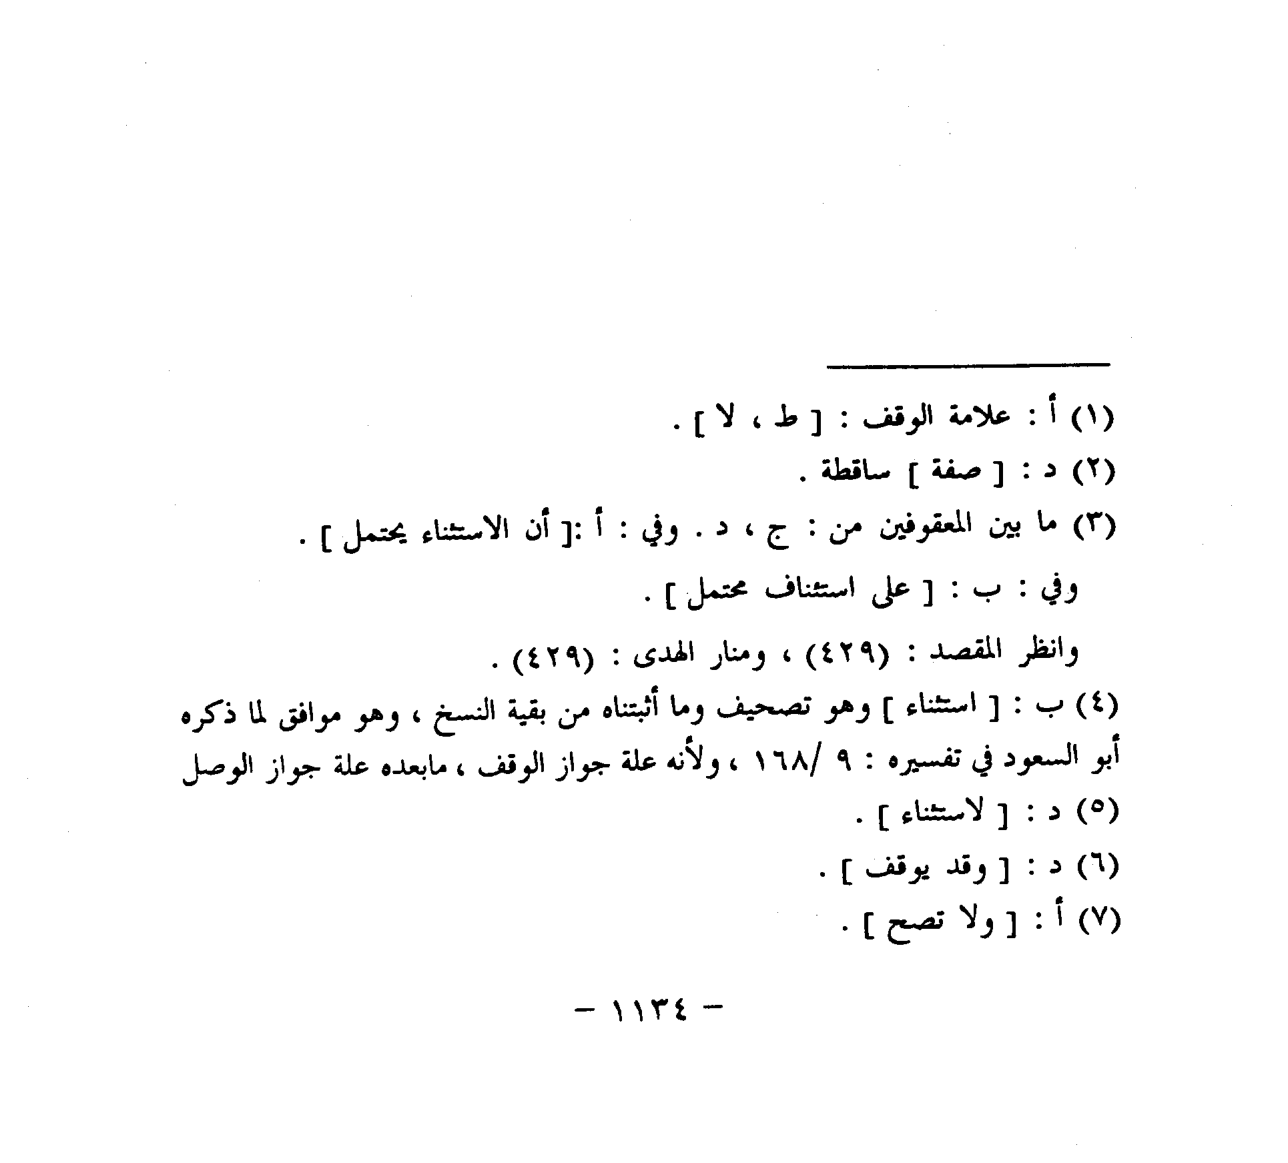 (١) أ : علامة الوقف : [ ط ، لا ] .
(٢) د : [ صفة ] ساقطة .
(٣) ما بين المعقوفين من : ج ، د . وفي : أ :[ أن الاستثناء يحتمل ] .
وفي : ب : [ على استئناف محتمل ] .
وانظر المقصد : (٤٢٩) ، ومنار الهدى : (٤٢٩) .
(٤) ب : [ استثناء ] وهو تصحيف وما أثبتناه من بقية النسخ ، وهو موافق لما ذكره
أبو السعود في تفسيره : ٩ /١٦٨ ، ولأنه علة جواز الوقف ، مابعده علة جواز الوصل
(٥) د : [ لاستثناء ] .
(٦) د : [ وقد يوقف ] .
(٧) أ : [ ولا تصح ] .
– ١١٣٤ –